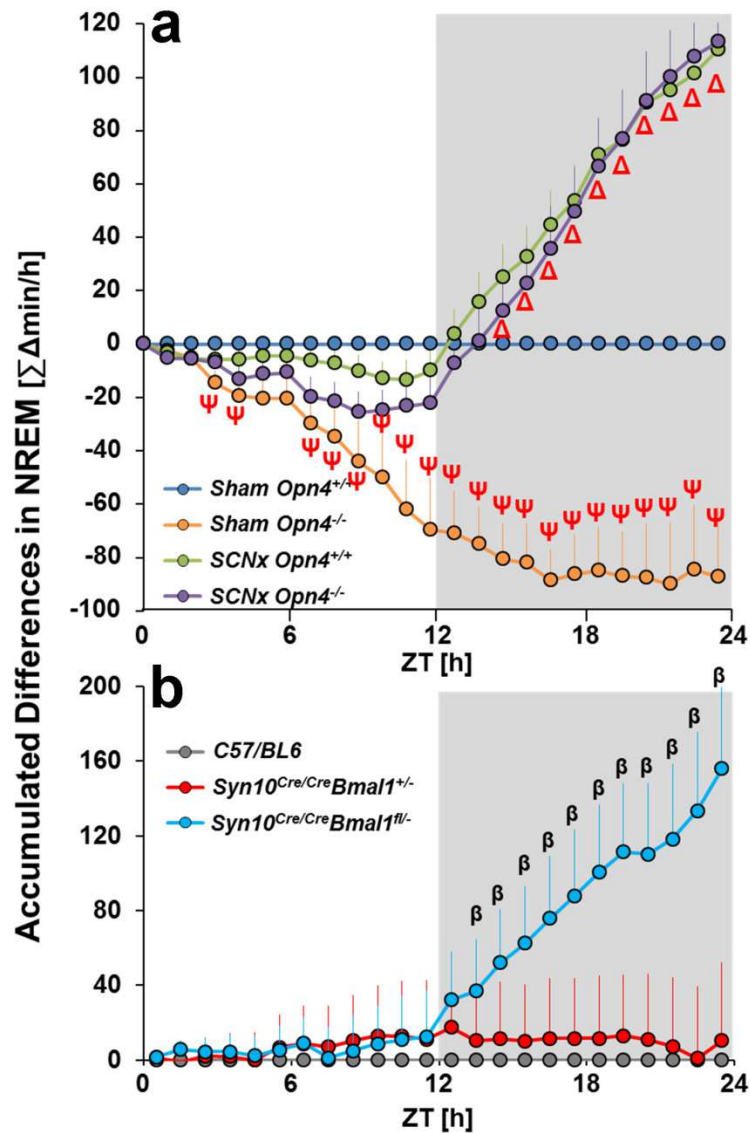 a
Accumulated Differences in NREM [∑Δmin/h]
120
100
80
60
40
20
0
-20
-40
-60
-80
-100
Δ Δ Δ Δ Δ Δ Δ Δ Δ Δ
Ψ Ψ Ψ Ψ Ψ Ψ Ψ Ψ Ψ Ψ Ψ Ψ Ψ Ψ Ψ Ψ Ψ Ψ Ψ Ψ
Sham Opn4+/+
Sham Opn4-/-
SCNx Opn4+/+
SCNx Opn4-/-
0 6 12 18 24
ZT [h]
b
200
160
120
80
40
0
C57/BL6
Syn10Cre/CreBmal1+/-
Syn10Cre/CreBmal1fl/-
β β β β β β β β β β β
0 6 12 18 24
ZT [h]